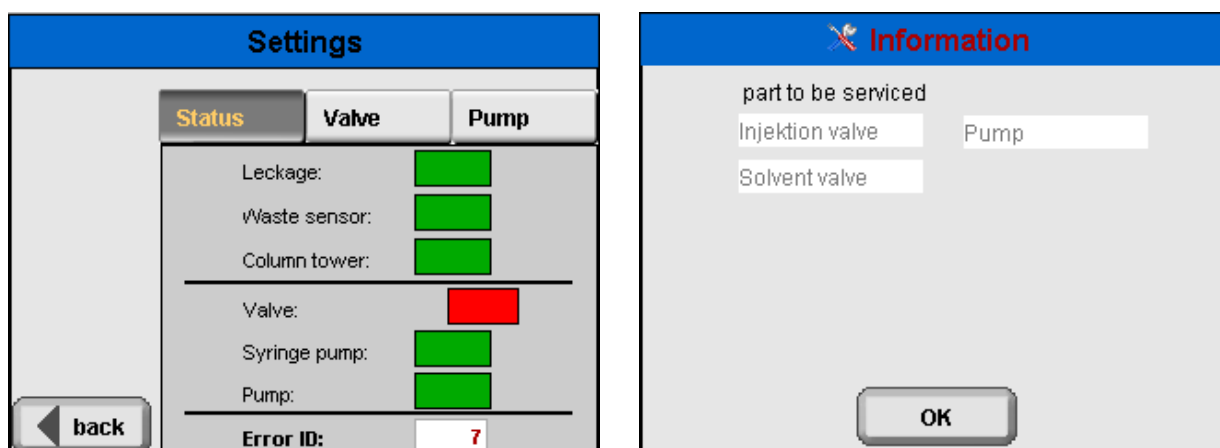 Settings
Status Valve Pump
Leckage:
Waste sensor:
Column tower:
Valve:
Syringe pump:
Pump:
Error ID: 7
back
Information
part to be serviced
Injektion valve Pump
Solvent valve
OK